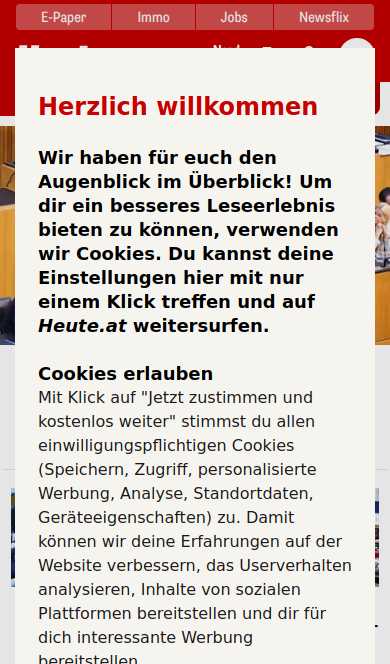 E-Paper
Immo
Jobs
Newsflix
Herzlich willkommen
Wir haben für euch den
Augenblick im Überblick! Um
dir ein besseres Leseerlebnis
bieten zu können, verwenden
wir Cookies. Du kannst deine
Einstellungen hier mit nur
einem Klick treffen und auf
Heute.at weitersurfen.
Cookies erlauben
Mit Klick auf "Jetzt zustimmen und
kostenlos weiter" stimmst du allen
einwilligungspflichtigen Cookies
(Speichern, Zugriff, personalisierte
Werbung, Analyse, Standortdaten,
Geräteeigenschaften) zu. Damit
können wir deine Erfahrungen auf der
Website verbessern, das Userverhalten
analysieren, Inhalte von sozialen
Plattformen bereitstellen und dir für
dich interessante Werbung
bereitstellen